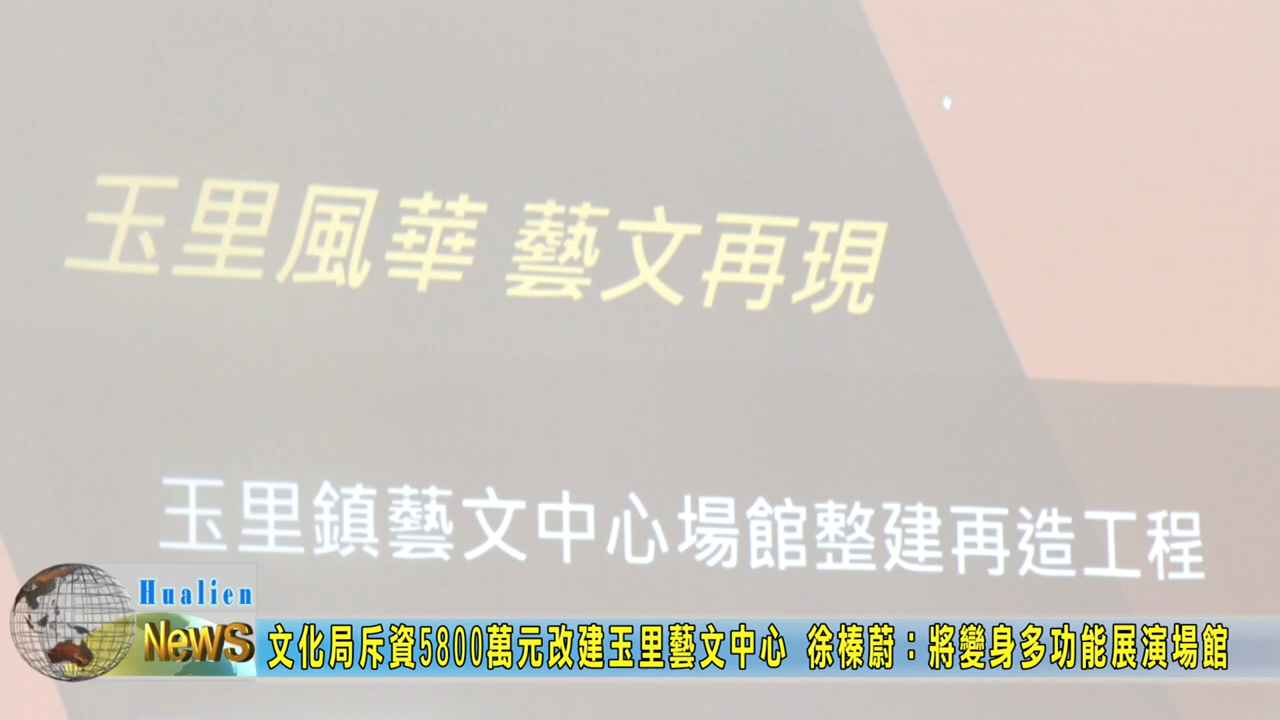 玉里風華 藝文再現
玉里鎮藝文中心場館整建再造工程
Hualien
News
文化局斥資5800萬元改建玉里藝文中心 徐榛蔚：將變身多功能展演場館